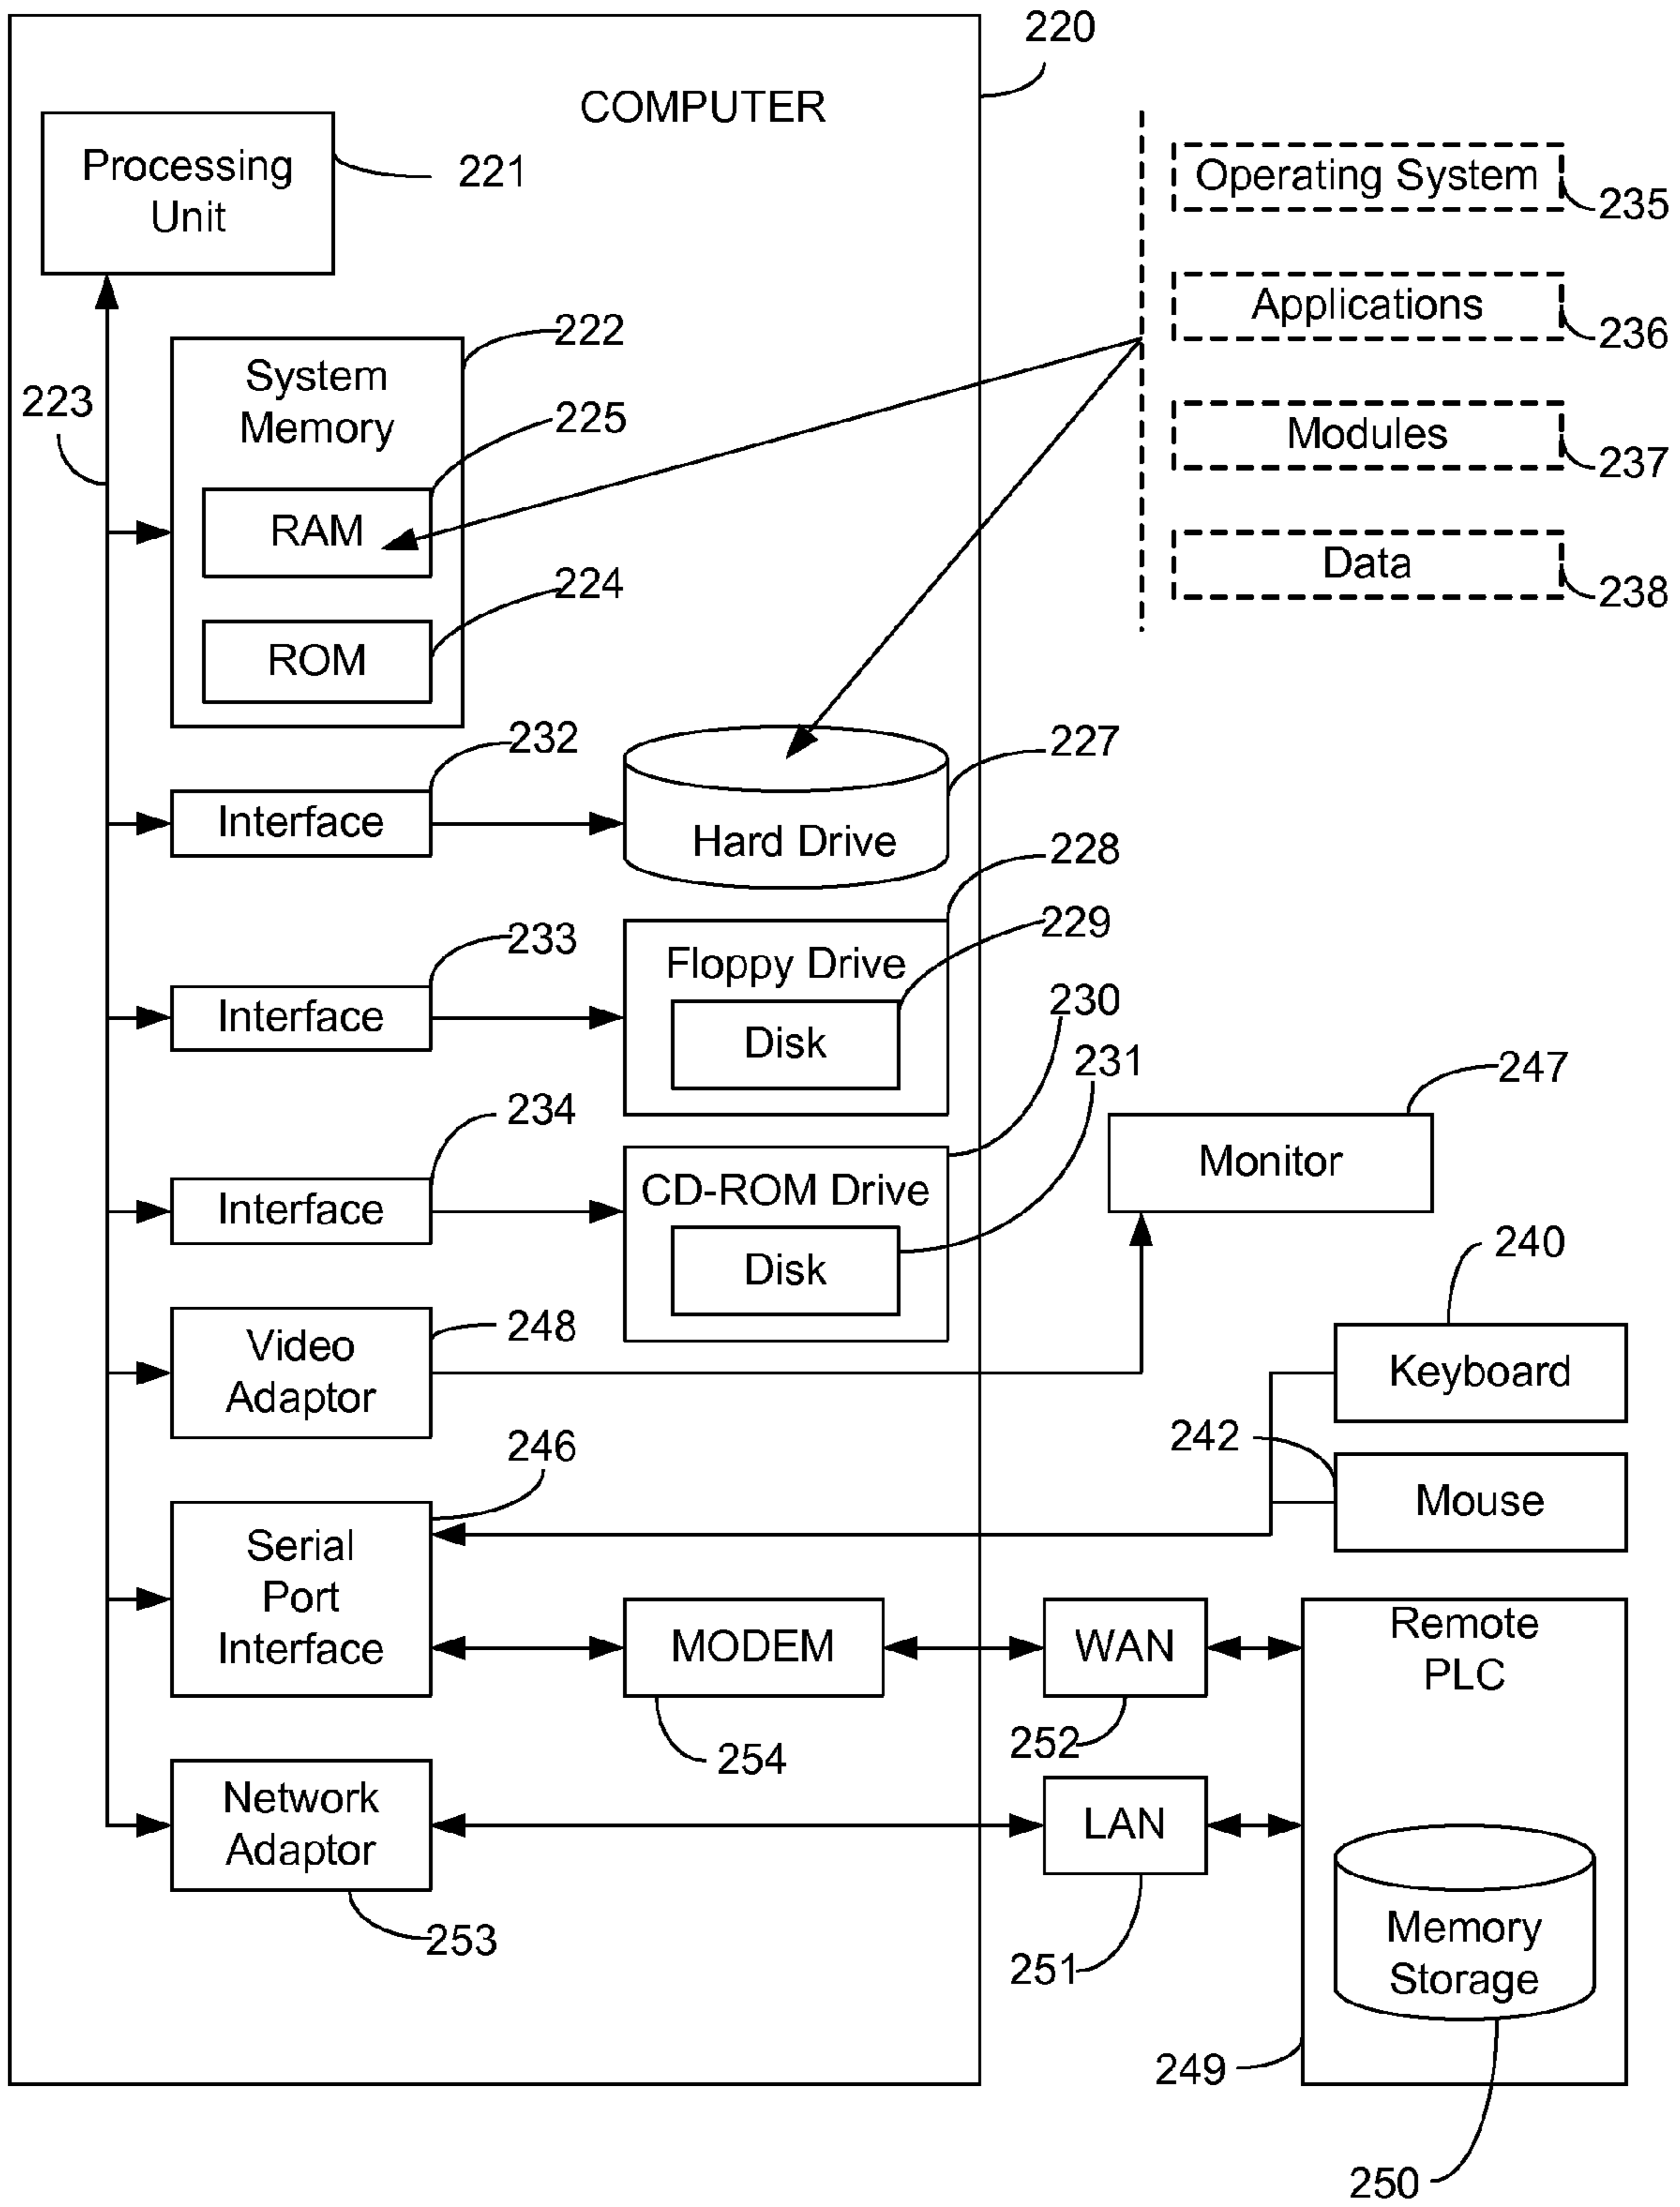 220
COMPUTER
Processing
Unit
221
Operating System
235
Applications
236
222
System
Memory
223
225
Modules
237
RAM
224
Data
238
ROM
232
227
Interface
Hard Drive
228
229
233
Floppy Drive
Interface
Disk
230
231
247
234
Monitor
CD-ROM Drive
Interface
Disk
240
248
Video
Adaptor
Keyboard
242
246
Mouse
Serial
Port
Interface
MODEM
WAN
Remote
PLC
254
252
Network
Adaptor
LAN
253
251
Memory
Storage
249
250